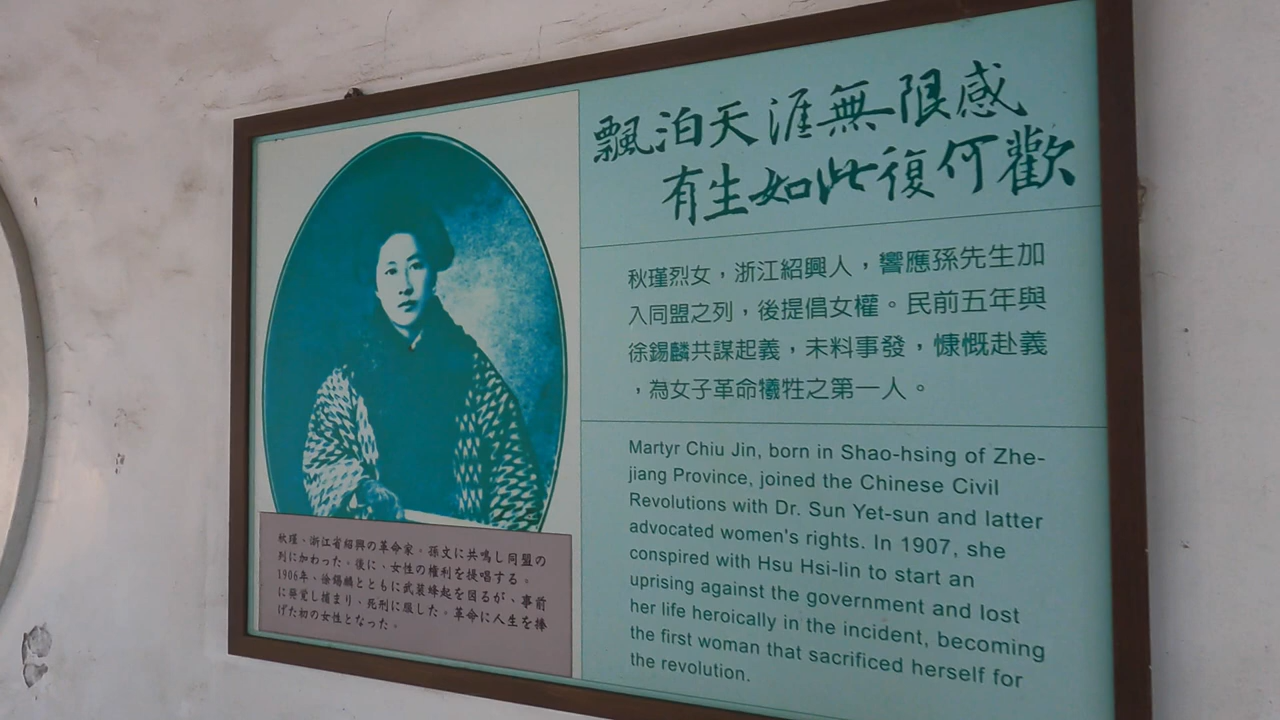 飄泊天涯無限感
有生如此復何歡
秋瑾烈女，浙江紹興人，響應孫先生加
入同盟之列，後提倡女權。民前五年與
徐錫麟共謀起義，未料事發，慷慨赴義
，為女子革命犧牲之第一人。
Martyr Chiu Jin, born in Shao-hsing of Zhe-
jiang Province, joined the Chinese Civil
Revolutions with Dr. Sun Yet-sun and latter
advocated women's rights. In 1907, she
conspired with Hsu Hsi-lin to start an
uprising against the government and lost
her life heroically in the incident, becoming
the first woman that sacrificed herself for
the revolution.
秋瑾、浙江省紹興の革命家。孫文に共鳴し同盟の
列に加わった。後に、女性の権利を提唱する。
1906年、徐錫麟とともに武装蜂起を図るが、事前
に発覚し捕まり、死刑に服した。革命に人生を捧
げた初の女性となった。